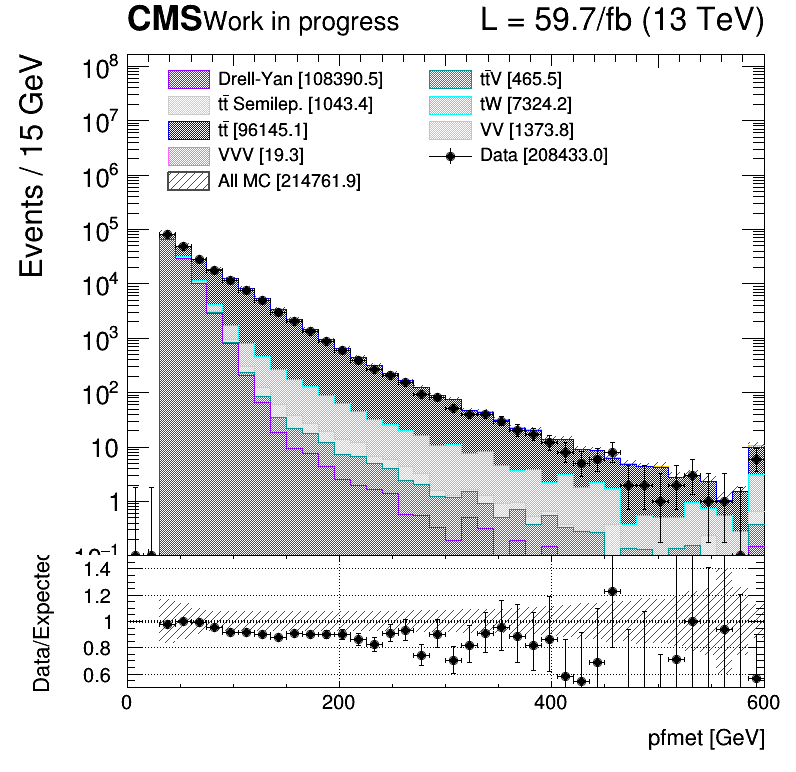 CMS Work in progress L = 59.7/fb (13 TeV)
Events / 15 GeV
Drell-Yan [108390.5] tt̄V [465.5]
tt̄ Semilep. [1043.4] tW [7324.2]
tt̄ [96145.1] VV [1373.8]
VVV [19.3] Data [208433.0]
All MC [214761.9]
10⁸
10⁷
10⁶
10⁵
10⁴
10³
10²
10
1
10⁻¹
Data/Expected
1.4
1.2
1
0.8
0.6
0 200 400 600
pfmet [GeV]